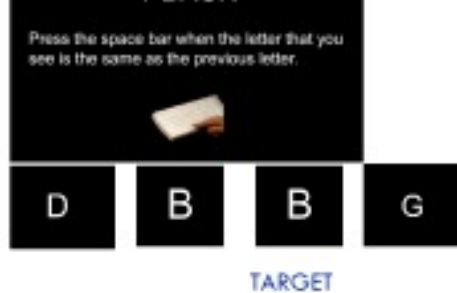 Press the space bar when the letter that you
see is the same as the previous letter.
D B B G
TARGET